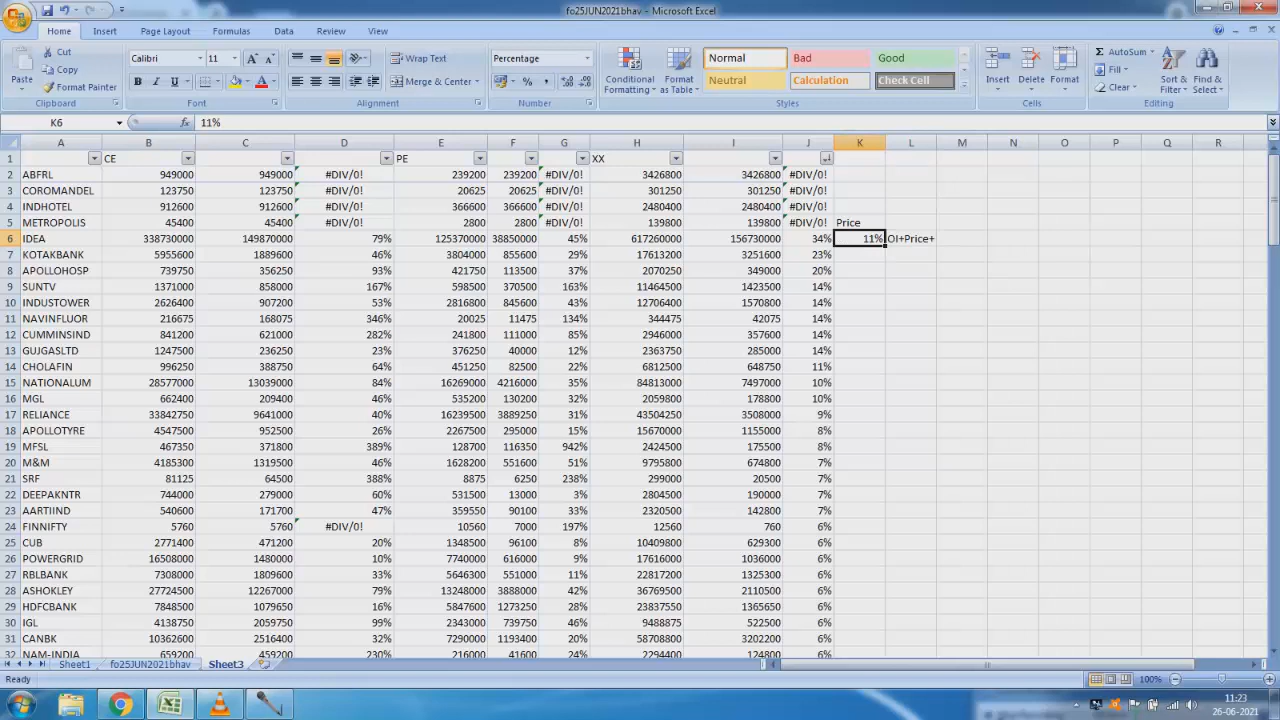 fo25JUN2021bhav - Microsoft Excel
Home Insert Page Layout Formulas Data Review View
Paste Cut Copy Format Painter Clipboard
Calibri 11 A A B I U A Font
Wrap Text Merge & Center Alignment
Percentage % , Number
Conditional Formatting Format as Table Normal Bad Good Neutral Calculation Check Cell Styles
Insert Delete Format Cells
Σ AutoSum Fill Clear Sort & Filter Find & Select Editing
K6 fx 11%
A B C D E F G H I J K L M N O P Q R
1 CE PE XX
2 ABFRL 949000 949000 #DIV/0! 239200 239200 #DIV/0! 3426800 3426800 #DIV/0!
3 COROMANDEL 123750 123750 #DIV/0! 20625 20625 #DIV/0! 301250 301250 #DIV/0!
4 INDHOTEL 912600 912600 #DIV/0! 366600 366600 #DIV/0! 2480400 2480400 #DIV/0!
5 METROPOLIS 45400 45400 #DIV/0! 2800 2800 #DIV/0! 139800 139800 #DIV/0! Price
6 IDEA 338730000 149870000 79% 125370000 38850000 45% 617260000 156730000 34% 11% OI+Price+
7 KOTAKBANK 5955600 1889600 46% 3804000 855600 29% 17613200 3251600 23%
8 APOLLOHOSP 739750 356250 93% 421750 113500 37% 2070250 349000 20%
9 SUNTV 1371000 858000 167% 598500 370500 163% 11464500 1423500 14%
10 INDUSTOWER 2626400 907200 53% 2816800 845600 43% 12706400 1570800 14%
11 NAVINFLUOR 216675 168075 346% 20025 11475 134% 344475 42075 14%
12 CUMMINSIND 841200 621000 282% 241800 111000 85% 2946000 357600 14%
13 GUJGASLTD 1247500 236250 23% 376250 40000 12% 2363750 285000 14%
14 CHOLAFIN 996250 388750 64% 451250 82500 22% 6812500 648750 11%
15 NATIONALUM 28577000 13039000 84% 16269000 4216000 35% 84813000 7497000 10%
16 MGL 662400 209400 46% 535200 130200 32% 2059800 178800 10%
17 RELIANCE 33842750 9641000 40% 16239500 3889250 31% 43504250 3508000 9%
18 APOLLOTYRE 4547500 952500 26% 2267500 295000 15% 15670000 1155000 8%
19 MFSL 467350 371800 389% 128700 116350 942% 2424500 175500 8%
20 M&M 4185300 1319500 46% 1628200 551600 51% 9795800 674800 7%
21 SRF 81125 64500 388% 8875 6250 238% 299000 20500 7%
22 DEEPAKNTR 744000 279000 60% 531500 13000 3% 2804500 190000 7%
23 AARTIIND 540600 171700 47% 359550 90100 33% 2320500 142800 7%
24 FINNIFTY 5760 5760 #DIV/0! 10560 7000 197% 12560 760 6%
25 CUB 2771400 471200 20% 1348500 96100 8% 10409800 629300 6%
26 POWERGRID 16508000 1480000 10% 7740000 616000 9% 17616000 1036000 6%
27 RBLBANK 7308000 1809600 33% 5646300 551000 11% 22817200 1325300 6%
28 ASHOKLEY 27724500 12267000 79% 13248000 3888000 42% 36769500 2110500 6%
29 HDFCBANK 7848500 1079650 16% 5847600 1273250 28% 23837550 1365650 6%
30 IGL 4138750 2059750 99% 2343000 739750 46% 9488875 522500 6%
31 CANBK 10362600 2516400 32% 7290000 1193400 20% 58708800 3202200 6%
32 NAM-INDIA 659200 459200 230% 216000 41600 24% 2294400 124800 6%
Sheet1 fo25JUN2021bhav Sheet3
Ready 100%
11:23
26-06-2021